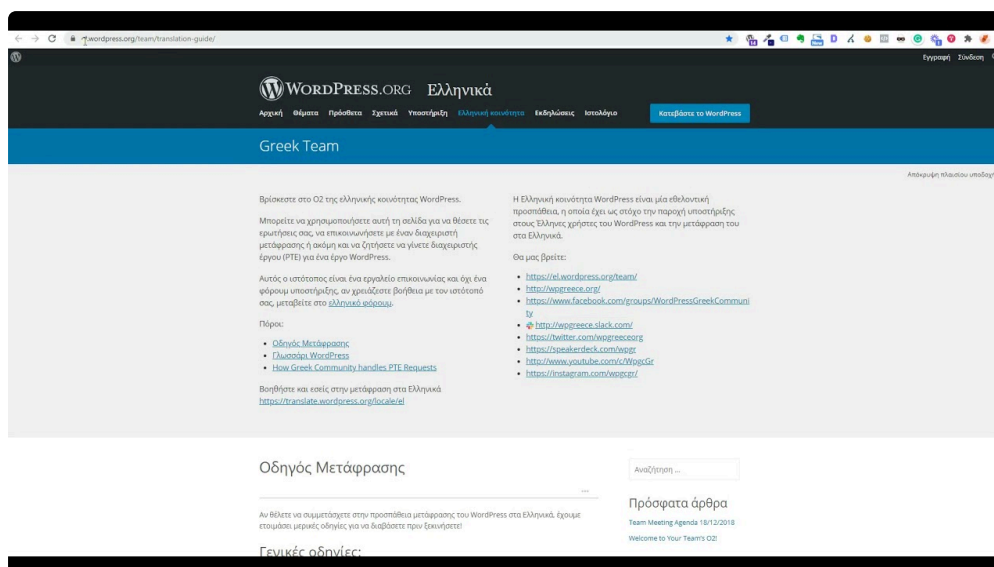 .wordpress.org/team/translation-guide/
Εγγραφή Σύνδεση
WORDPRESS.ORG Ελληνικά
Αρχική Θέματα Πρόσθετα Σχετικά Υποστήριξη Ελληνική κοινότητα Εκδηλώσεις Ιστολόγιο Κατεβάστε το WordPress
Greek Team
Απόκρυψη πλαισίου
Βρίσκεστε στο O2 της ελληνικής κοινότητας WordPress.
Μπορείτε να χρησιμοποιήσετε αυτή τη σελίδα για να θέσετε τις
ερωτήσεις σας, να επικοινωνήσετε με έναν διαχειριστή
μετάφρασης ή ακόμη και να ζητήσετε να γίνετε διαχειριστής
έργου (PTE) για ένα έργο WordPress.
Αυτός ο ιστότοπος είναι ένα εργαλείο επικοινωνίας και όχι ένα
φόρουμ υποστήριξης, αν χρειάζεστε βοήθεια με τον ιστότοπό
σας, μεταβείτε στο ελληνικό φόρουμ.
Πόροι:
Οδηγός Μετάφρασης
Γλωσσάρι WordPress
How Greek Community handles PTE Requests
Βοηθήστε και εσείς στην μετάφραση στα Ελληνικά
https://translate.wordpress.org/locale/el
Η Ελληνική κοινότητα WordPress είναι μία εθελοντική
προσπάθεια, η οποία έχει ως στόχο την παροχή υποστήριξης
στους Έλληνες χρήστες του WordPress και την μετάφραση του
στα Ελληνικά.
Θα μας βρείτε:
https://el.wordpress.org/team/
http://wpgreece.org/
https://www.facebook.com/groups/WordPressGreekCommuni
ty
http://wpgreece.slack.com/
https://twitter.com/wpgreeceorg
https://speakerdeck.com/wpgr
http://www.youtube.com/c/WpgcGr
https://instagram.com/wpgcgr/
Οδηγός Μετάφρασης
...
Αν θέλετε να συμμετάσχετε στην προσπάθεια μετάφρασης του WordPress στα Ελληνικά, έχουμε
ετοιμάσει μερικές οδηγίες για να διαβάσετε πριν ξεκινήσετε!
Γενικές οδηγίες:
Αναζήτηση ...
Πρόσφατα άρθρα
Team Meeting Agenda 18/12/2018
Welcome to Your Team's O2!